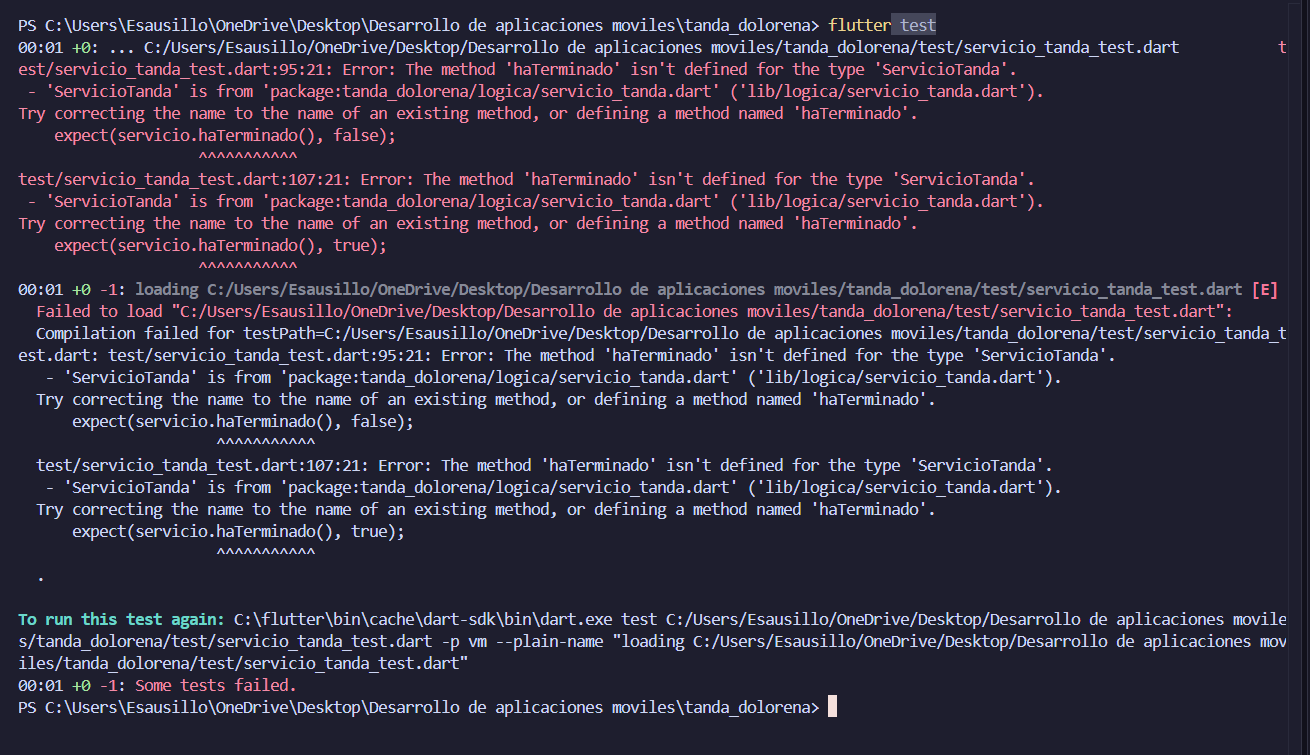 PS C:\Users\Esausillo\OneDrive\Desktop\Desarrollo de aplicaciones moviles\tanda_dolorena> flutter test
00:01 +0: ... C:/Users/Esausillo/OneDrive/Desktop/Desarrollo de aplicaciones moviles/tanda_dolorena/test/servicio_tanda_test.dart           t
est/servicio_tanda_test.dart:95:21: Error: The method 'haTerminado' isn't defined for the type 'ServicioTanda'.
 - 'ServicioTanda' is from 'package:tanda_dolorena/logica/servicio_tanda.dart' ('lib/logica/servicio_tanda.dart').
Try correcting the name to the name of an existing method, or defining a method named 'haTerminado'.
    expect(servicio.haTerminado(), false);
                    ^^^^^^^^^^^
test/servicio_tanda_test.dart:107:21: Error: The method 'haTerminado' isn't defined for the type 'ServicioTanda'.
 - 'ServicioTanda' is from 'package:tanda_dolorena/logica/servicio_tanda.dart' ('lib/logica/servicio_tanda.dart').
Try correcting the name to the name of an existing method, or defining a method named 'haTerminado'.
    expect(servicio.haTerminado(), true);
                    ^^^^^^^^^^^
00:01 +0 -1: loading C:/Users/Esausillo/OneDrive/Desktop/Desarrollo de aplicaciones moviles/tanda_dolorena/test/servicio_tanda_test.dart [E]
  Failed to load "C:/Users/Esausillo/OneDrive/Desktop/Desarrollo de aplicaciones moviles/tanda_dolorena/test/servicio_tanda_test.dart":
  Compilation failed for testPath=C:/Users/Esausillo/OneDrive/Desktop/Desarrollo de aplicaciones moviles/tanda_dolorena/test/servicio_tanda_t
est.dart: test/servicio_tanda_test.dart:95:21: Error: The method 'haTerminado' isn't defined for the type 'ServicioTanda'.
   - 'ServicioTanda' is from 'package:tanda_dolorena/logica/servicio_tanda.dart' ('lib/logica/servicio_tanda.dart').
  Try correcting the name to the name of an existing method, or defining a method named 'haTerminado'.
      expect(servicio.haTerminado(), false);
                      ^^^^^^^^^^^
  test/servicio_tanda_test.dart:107:21: Error: The method 'haTerminado' isn't defined for the type 'ServicioTanda'.
   - 'ServicioTanda' is from 'package:tanda_dolorena/logica/servicio_tanda.dart' ('lib/logica/servicio_tanda.dart').
  Try correcting the name to the name of an existing method, or defining a method named 'haTerminado'.
      expect(servicio.haTerminado(), true);
                      ^^^^^^^^^^^
  .
To run this test again: C:\flutter\bin\cache\dart-sdk\bin\dart.exe test C:/Users/Esausillo/OneDrive/Desktop/Desarrollo de aplicaciones movile
s/tanda_dolorena/test/servicio_tanda_test.dart -p vm --plain-name "loading C:/Users/Esausillo/OneDrive/Desktop/Desarrollo de aplicaciones mov
iles/tanda_dolorena/test/servicio_tanda_test.dart"
00:01 +0 -1: Some tests failed.
PS C:\Users\Esausillo\OneDrive\Desktop\Desarrollo de aplicaciones moviles\tanda_dolorena>